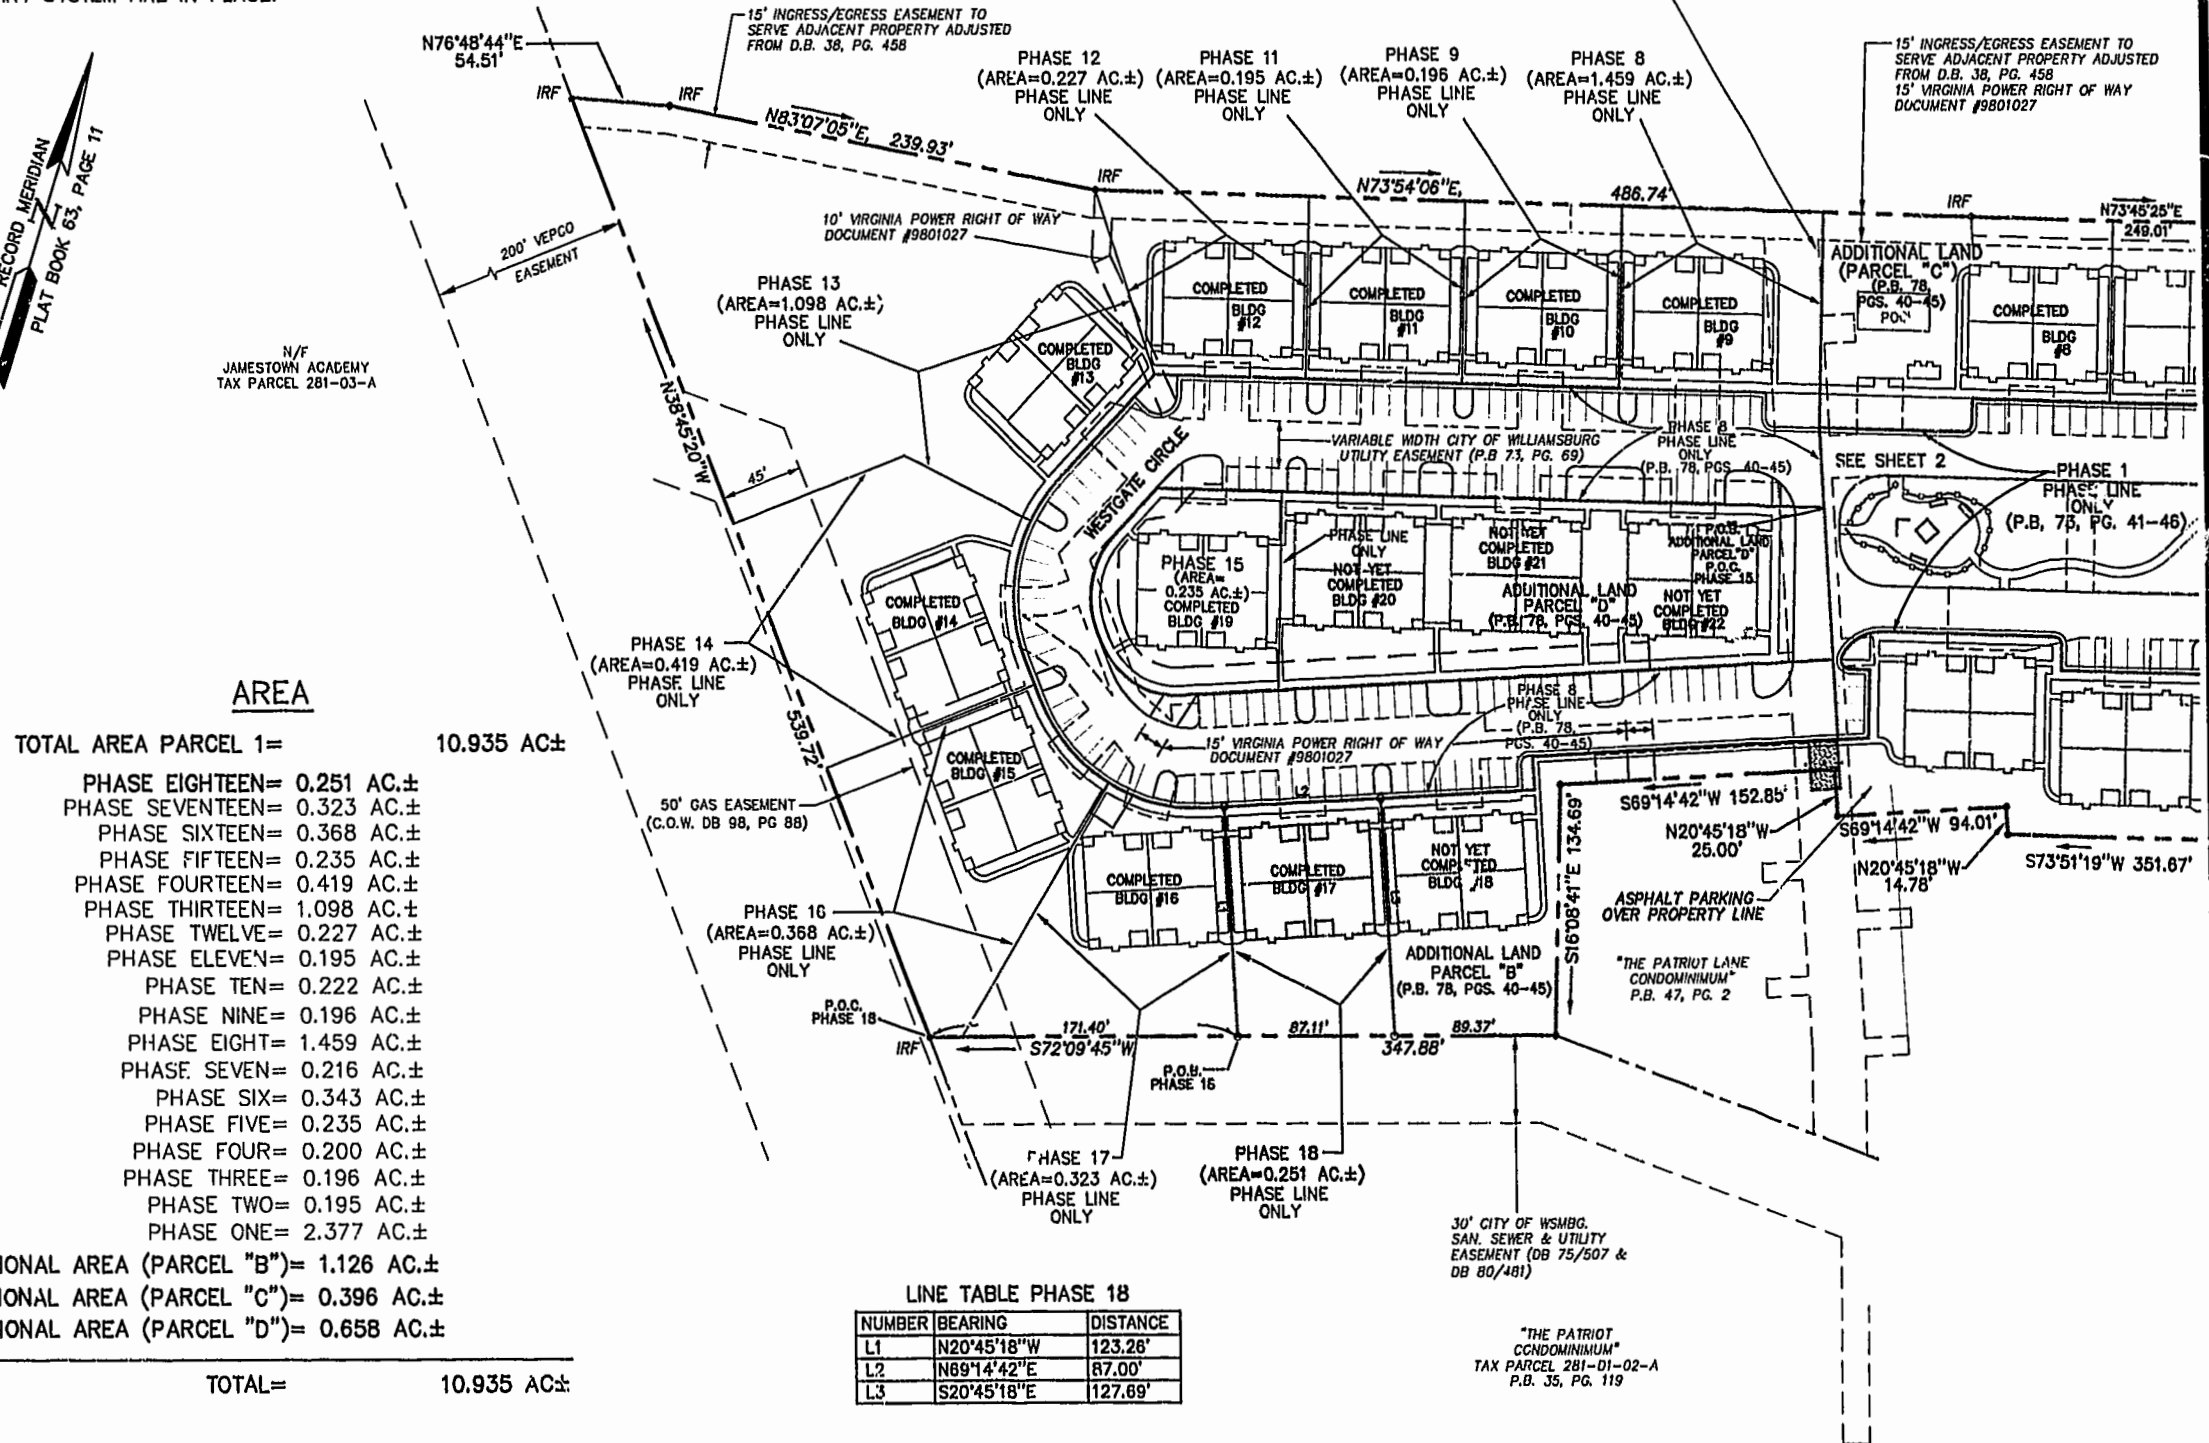 N76°48'44"E
54.51'
15' INGRESS/EGRESS EASEMENT TO
SERVE ADJACENT PROPERTY ADJUSTED
FROM D.B. 38, PG. 458
PHASE 12
(AREA=0.227 AC.±)
PHASE LINE
ONLY
PHASE 11
(AREA=0.195 AC.±)
PHASE LINE
ONLY
PHASE 9
(AREA=0.196 AC.±)
PHASE LINE
ONLY
PHASE 8
(AREA=1.459 AC.±)
PHASE LINE
ONLY
15' INGRESS/EGRESS EASEMENT TO
SERVE ADJACENT PROPERTY ADJUSTED
FROM D.B. 38, PG. 458
15' VIRGINIA POWER RIGHT OF WAY
DOCUMENT #9801027
IRF
IRF
N83°07'05"E, 239.93'
IRF
N73°54'06"E, 486.74'
IRF
N73°45'25"E
249.01'
RECORD MERIDIAN
PLAT BOOK 63, PAGE 11
200' VEPCO
EASEMENT
10' VIRGINIA POWER RIGHT OF WAY
DOCUMENT #9801027
N/F
JAMESTOWN ACADEMY
TAX PARCEL 281-03-A
PHASE 13
(AREA=1.098 AC.±)
PHASE LINE
ONLY
COMPLETED
BLDG
#12
COMPLETED
BLDG
#11
COMPLETED
BLDG
#10
COMPLETED
BLDG
#9
ADDITIONAL LAND
(PARCEL "C")
(P.B. 78,
PGS. 40-45)
COMPLETED
BLDG
#8
COMPLETED
BLDG
#13
N38°45'20"W
539.72'
45'
WESTGATE CIRCLE
VARIABLE WIDTH CITY OF WILLIAMSBURG
UTILITY EASEMENT (P.B 73, PG. 69)
PHASE 8
PHASE LINE
ONLY
(P.B. 78, PGS. 40-45)
SEE SHEET 2
PHASE 1
PHASE LINE
ONLY
(P.B, 73, PG. 41-46)
PHASE 15
(AREA=
0.235 AC.±)
COMPLETED
BLDG #19
PHASE LINE
ONLY
NOT YET
COMPLETED
BLDG #20
NOT YET
COMPLETED
BLDG #21
ADDITIONAL LAND
PARCEL "D"
(P.B. 78, PGS. 40-45)
P.O.B.
ADDITIONAL LAND
PARCEL "D"
P.O.C.
PHASE 15
NOT YET
COMPLETED
BLDG #22
COMPLETED
BLDG #14
PHASE 14
(AREA=0.419 AC.±)
PHASE LINE
ONLY
COMPLETED
BLDG #15
PHASE 8
PHASE LINE
ONLY
(P.B. 78,
PGS. 40-45)
15' VIRGINIA POWER RIGHT OF WAY
DOCUMENT #9801027
50' GAS EASEMENT
(C.O.W. DB 98, PG 88)
L2
S69°14'42"W 152.85'
N20°45'18"W
25.00'
S69°14'42"W 94.01'
N20°45'18"W
14.78'
S73°51'19"W 351.67'
S16°08'41"E 134.69'
COMPLETED
BLDG #16
L1
COMPLETED
BLDG #17
L3
NOT YET
COMPLETED
BLDG #18
ASPHALT PARKING
OVER PROPERTY LINE
PHASE 16
(AREA=0.368 AC.±)
PHASE LINE
ONLY
ADDITIONAL LAND
PARCEL "B"
(P.B. 78, PGS. 40-45)
"THE PATRIOT LANE
CONDOMINIMUM"
P.B. 47, PG. 2
P.O.C.
PHASE 18
IRF
171.40'
S72°09'45"W
87.11'
89.37'
347.88'
P.O.B.
PHASE 16
PHASE 17
(AREA=0.323 AC.±)
PHASE LINE
ONLY
PHASE 18
(AREA=0.251 AC.±)
PHASE LINE
ONLY
30' CITY OF WSMBG.
SAN. SEWER & UTILITY
EASEMENT (DB 75/507 &
DB 80/481)
"THE PATRIOT
CONDOMINIMUM"
TAX PARCEL 281-01-02-A
P.B. 35, PG. 119
AREA
TOTAL AREA PARCEL 1= 10.935 AC±
PHASE EIGHTEEN= 0.251 AC.±
PHASE SEVENTEEN= 0.323 AC.±
PHASE SIXTEEN= 0.368 AC.±
PHASE FIFTEEN= 0.235 AC.±
PHASE FOURTEEN= 0.419 AC.±
PHASE THIRTEEN= 1.098 AC.±
PHASE TWELVE= 0.227 AC.±
PHASE ELEVEN= 0.195 AC.±
PHASE TEN= 0.222 AC.±
PHASE NINE= 0.196 AC.±
PHASE EIGHT= 1.459 AC.±
PHASE SEVEN= 0.216 AC.±
PHASE SIX= 0.343 AC.±
PHASE FIVE= 0.235 AC.±
PHASE FOUR= 0.200 AC.±
PHASE THREE= 0.196 AC.±
PHASE TWO= 0.195 AC.±
PHASE ONE= 2.377 AC.±
IONAL AREA (PARCEL "B")= 1.126 AC.±
IONAL AREA (PARCEL "C")= 0.396 AC.±
IONAL AREA (PARCEL "D")= 0.658 AC.±
TOTAL= 10.935 AC±
LINE TABLE PHASE 18
NUMBER BEARING DISTANCE
L1 N20°45'18"W 123.26'
L2 N69°14'42"E 87.00'
L3 S20°45'18"E 127.69'